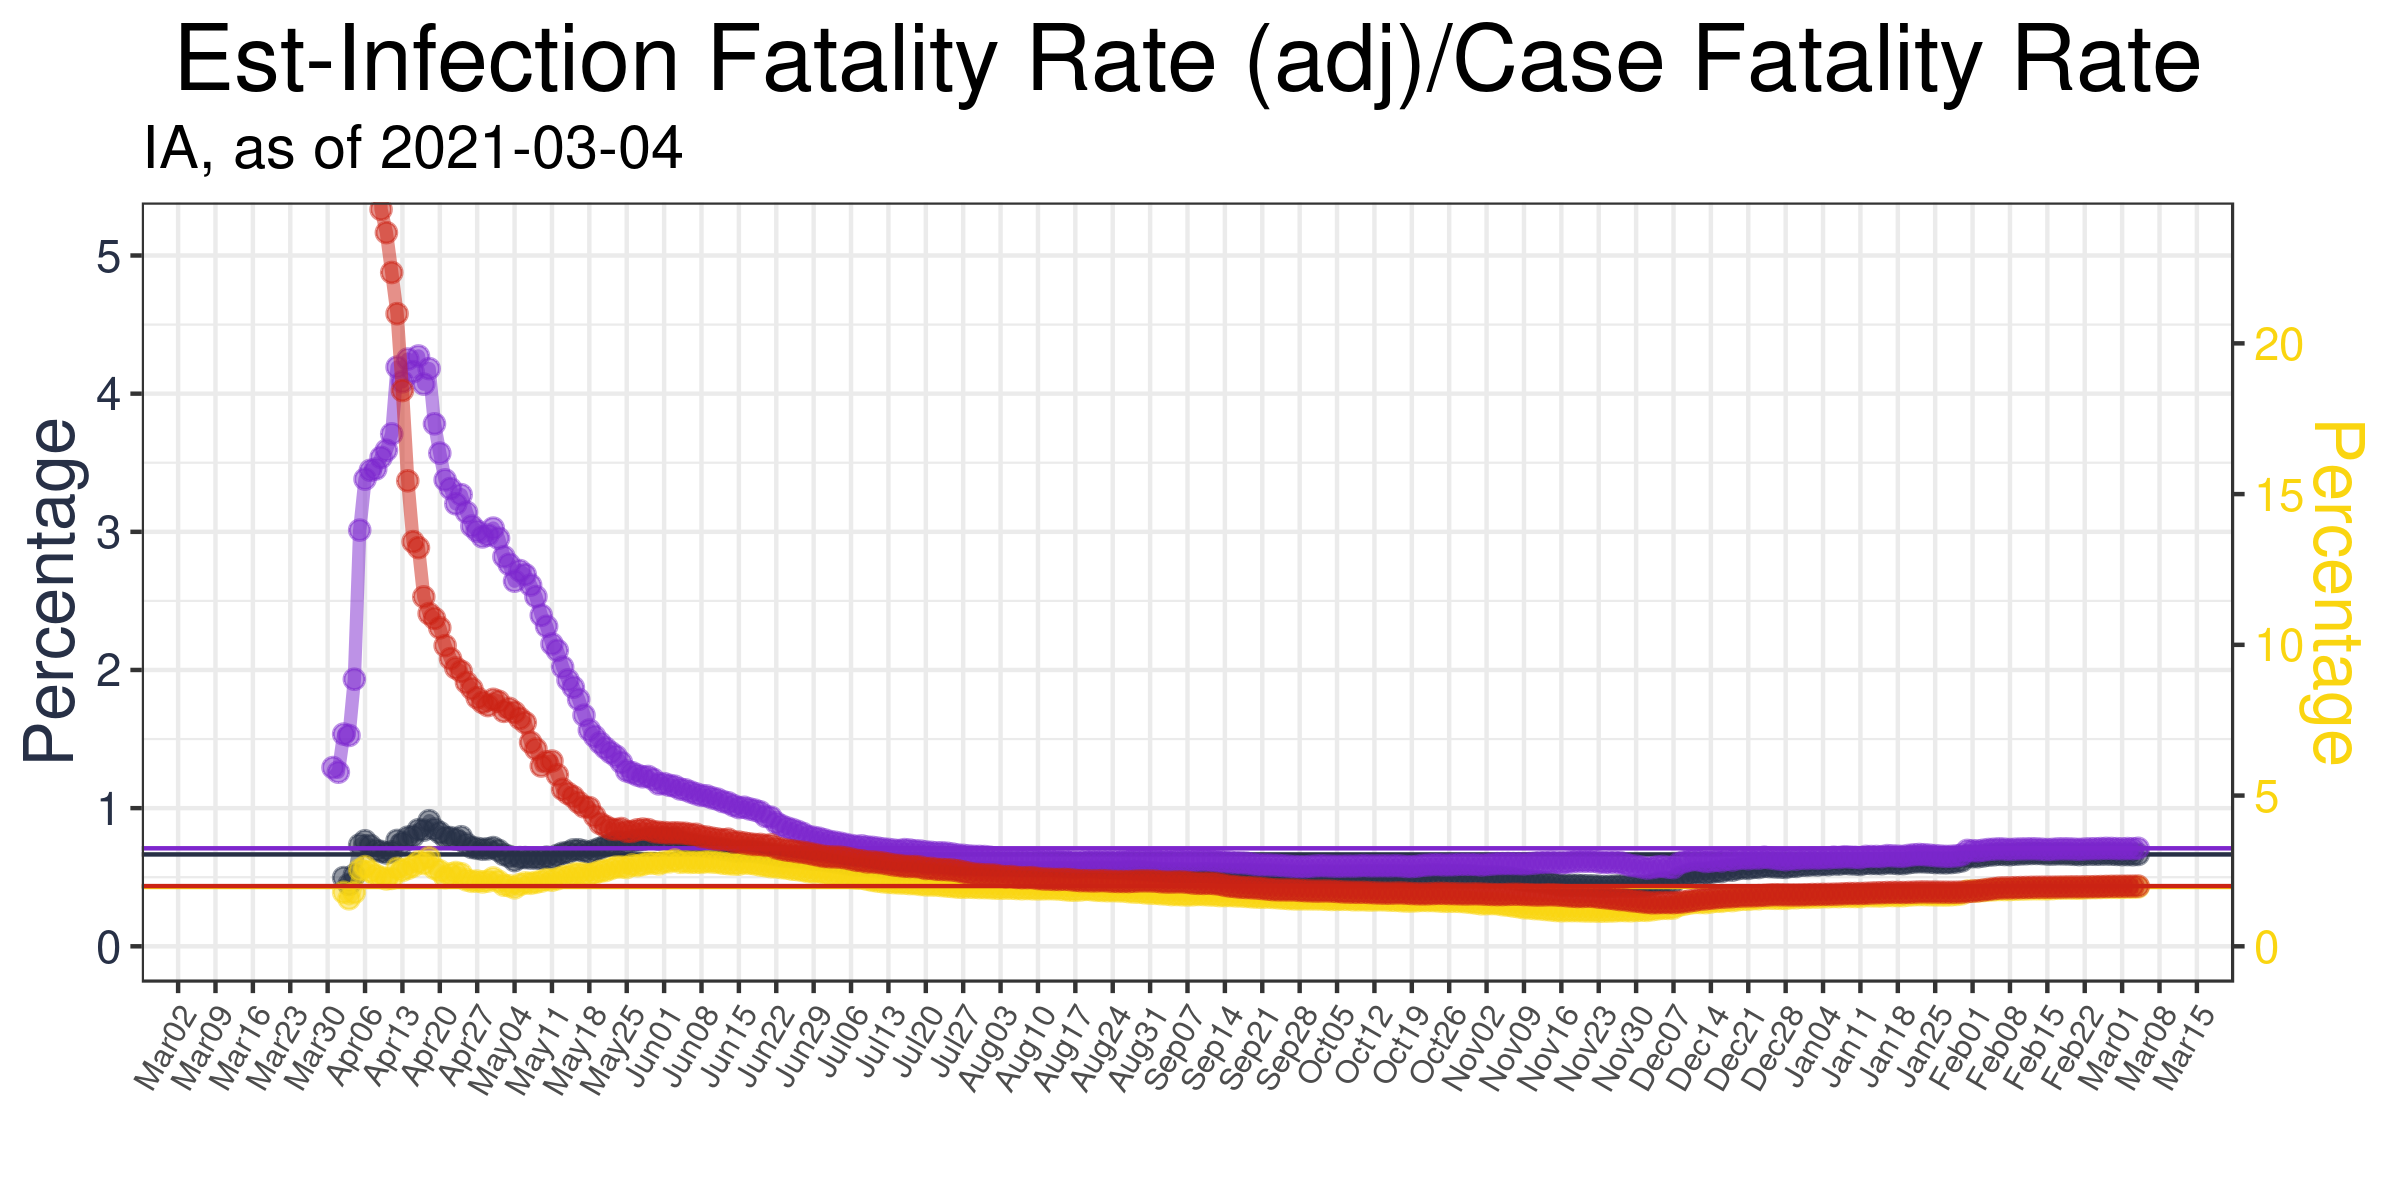 Est-Infection Fatality Rate (adj)/Case Fatality Rate
IA, as of 2021-03-04
Percentage
5
4
3
2
1
0
20
15
10
5
0
Percentage
Mar02
Mar09
Mar16
Mar23
Mar30
Apr06
Apr13
Apr20
Apr27
May04
May11
May18
May25
Jun01
Jun08
Jun15
Jun22
Jun29
Jul06
Jul13
Jul20
Jul27
Aug03
Aug10
Aug17
Aug24
Aug31
Sep07
Sep14
Sep21
Sep28
Oct05
Oct12
Oct19
Oct26
Nov02
Nov09
Nov16
Nov23
Nov30
Dec07
Dec14
Dec21
Dec28
Jan04
Jan11
Jan18
Jan25
Feb01
Feb08
Feb15
Feb22
Mar01
Mar08
Mar15